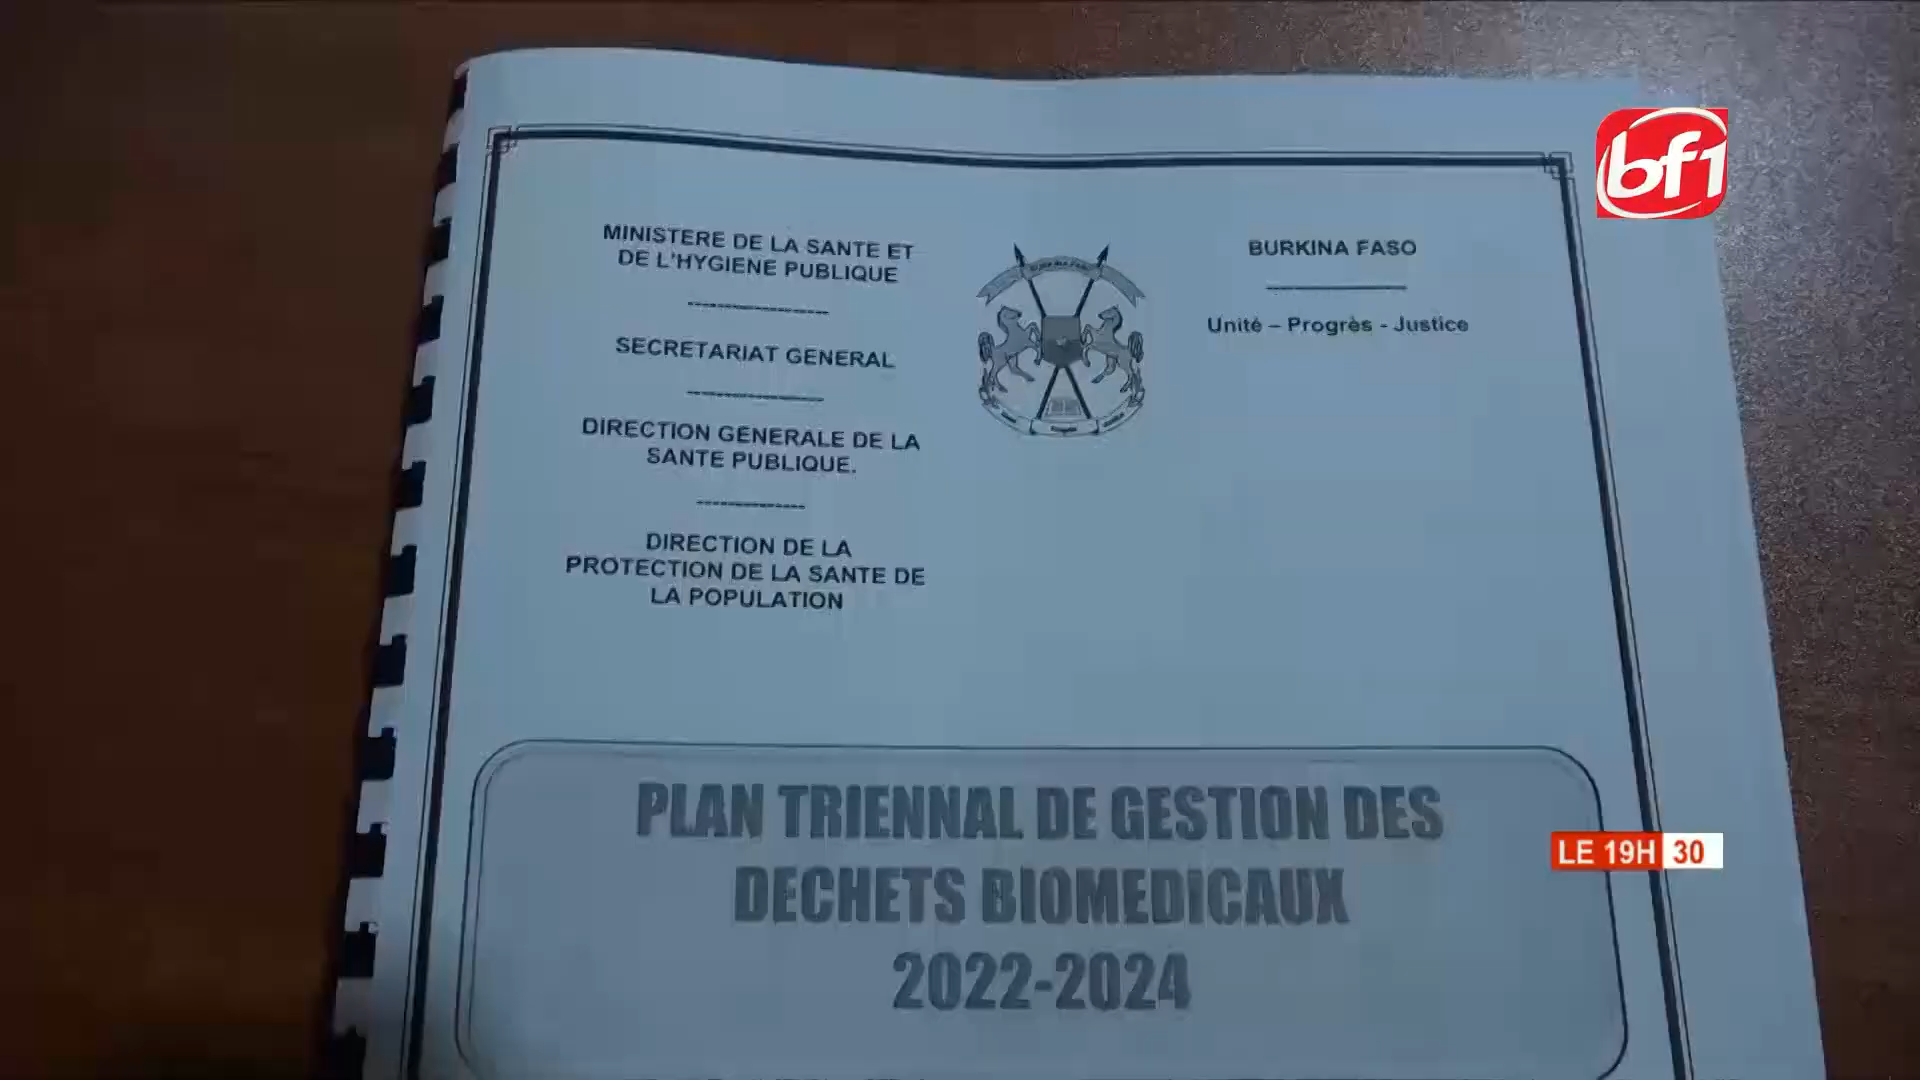 MINISTERE DE LA SANTE ET
DE L'HYGIENE PUBLIQUE
SECRETARIAT GENERAL
DIRECTION GENERALE DE LA
SANTE PUBLIQUE.
DIRECTION DE LA
PROTECTION DE LA SANTE DE
LA POPULATION
BURKINA FASO
Unité – Progrès - Justice
bf1
PLAN TRIENNAL DE GESTION DES
DECHETS BIOMEDICAUX
2022-2024
LE 19H 30